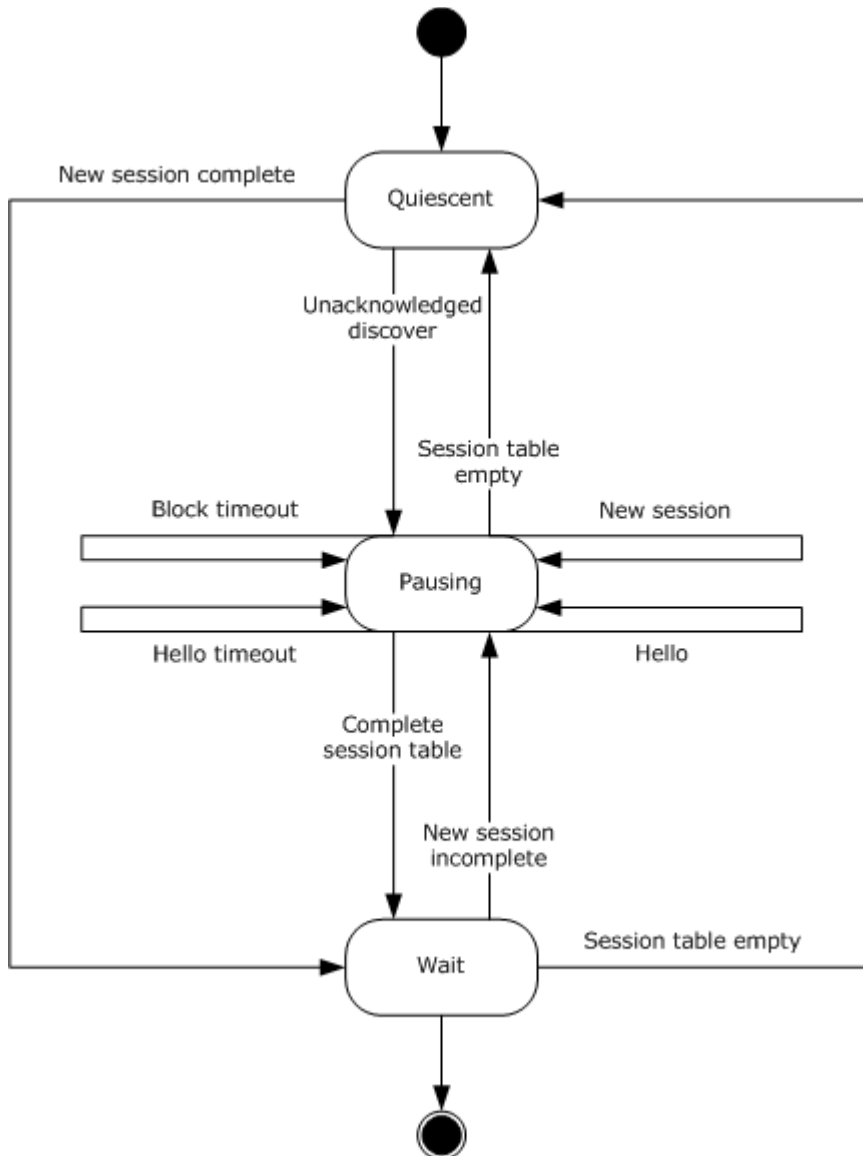 New session complete
Quiescent
Unacknowledged
discover
Session table
empty
Block timeout
New session
Pausing
Hello timeout
Hello
Complete
session table
New session
incomplete
Wait
Session table empty